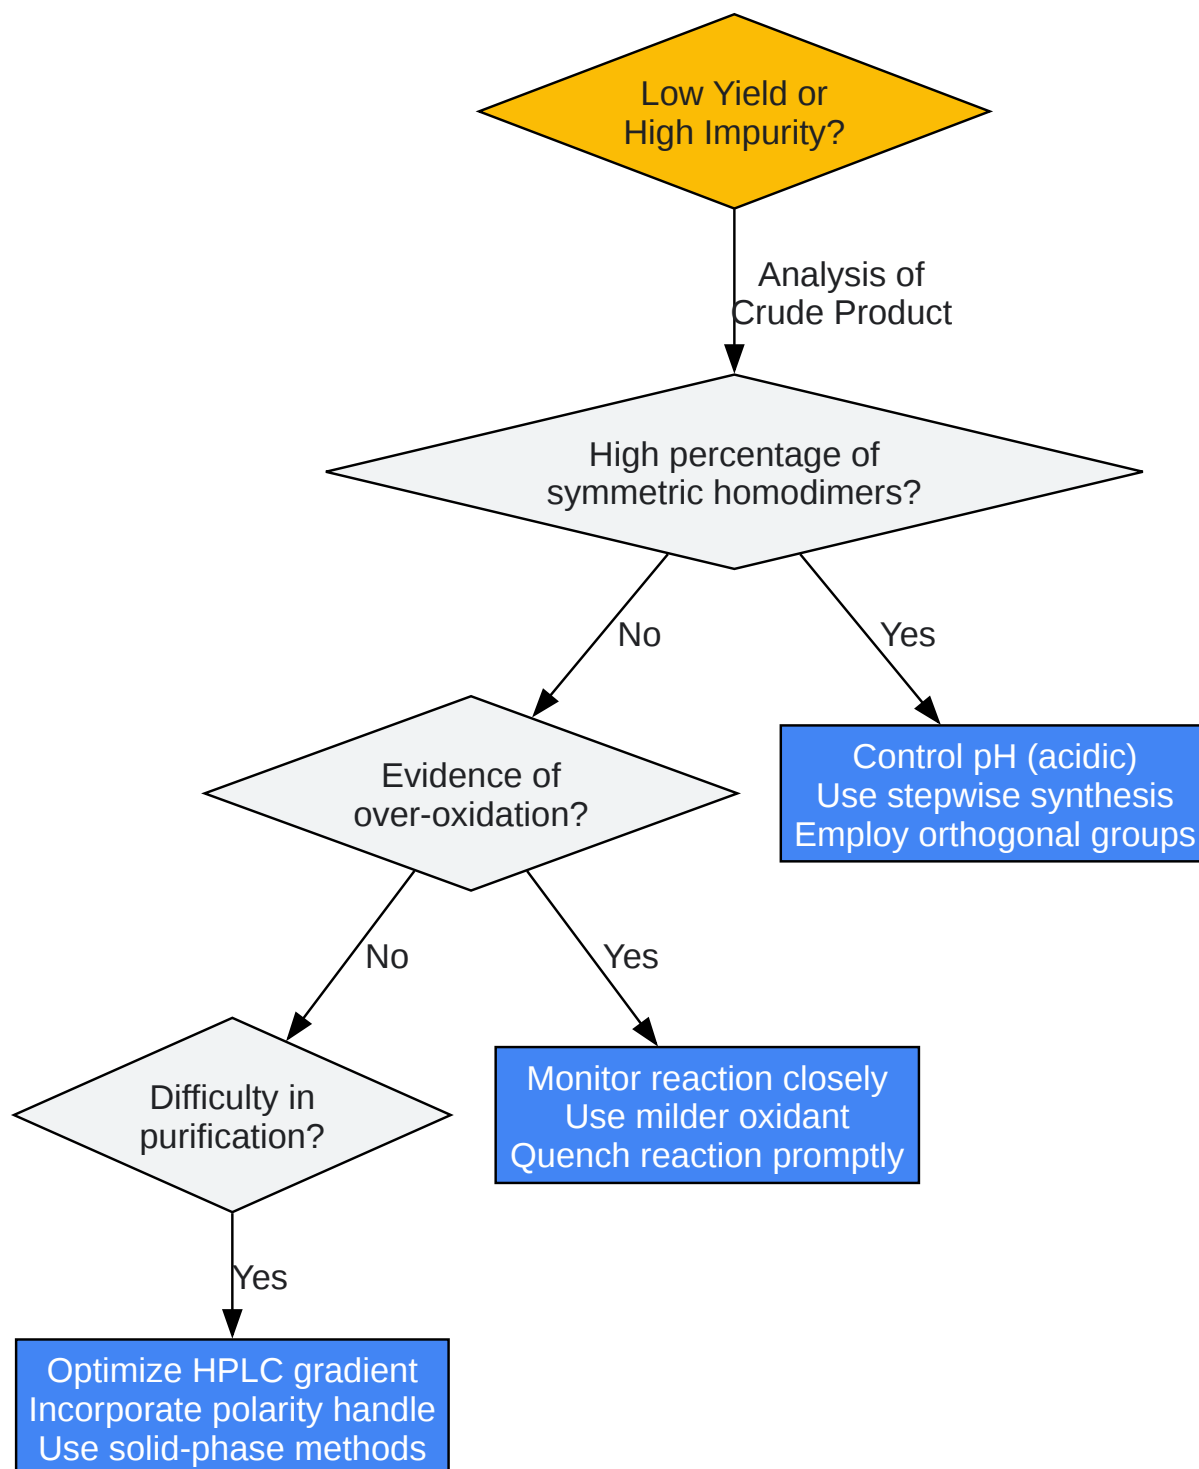 Low Yield or
High Impurity?
Analysis of
Crude Product
High percentage of
symmetric homodimers?
No
Yes
Evidence of
over-oxidation?
Control pH (acidic)
Use stepwise synthesis
Employ orthogonal groups
No
Yes
Difficulty in
purification?
Monitor reaction closely
Use milder oxidant
Quench reaction promptly
Yes
Optimize HPLC gradient
Incorporate polarity handle
Use solid-phase methods